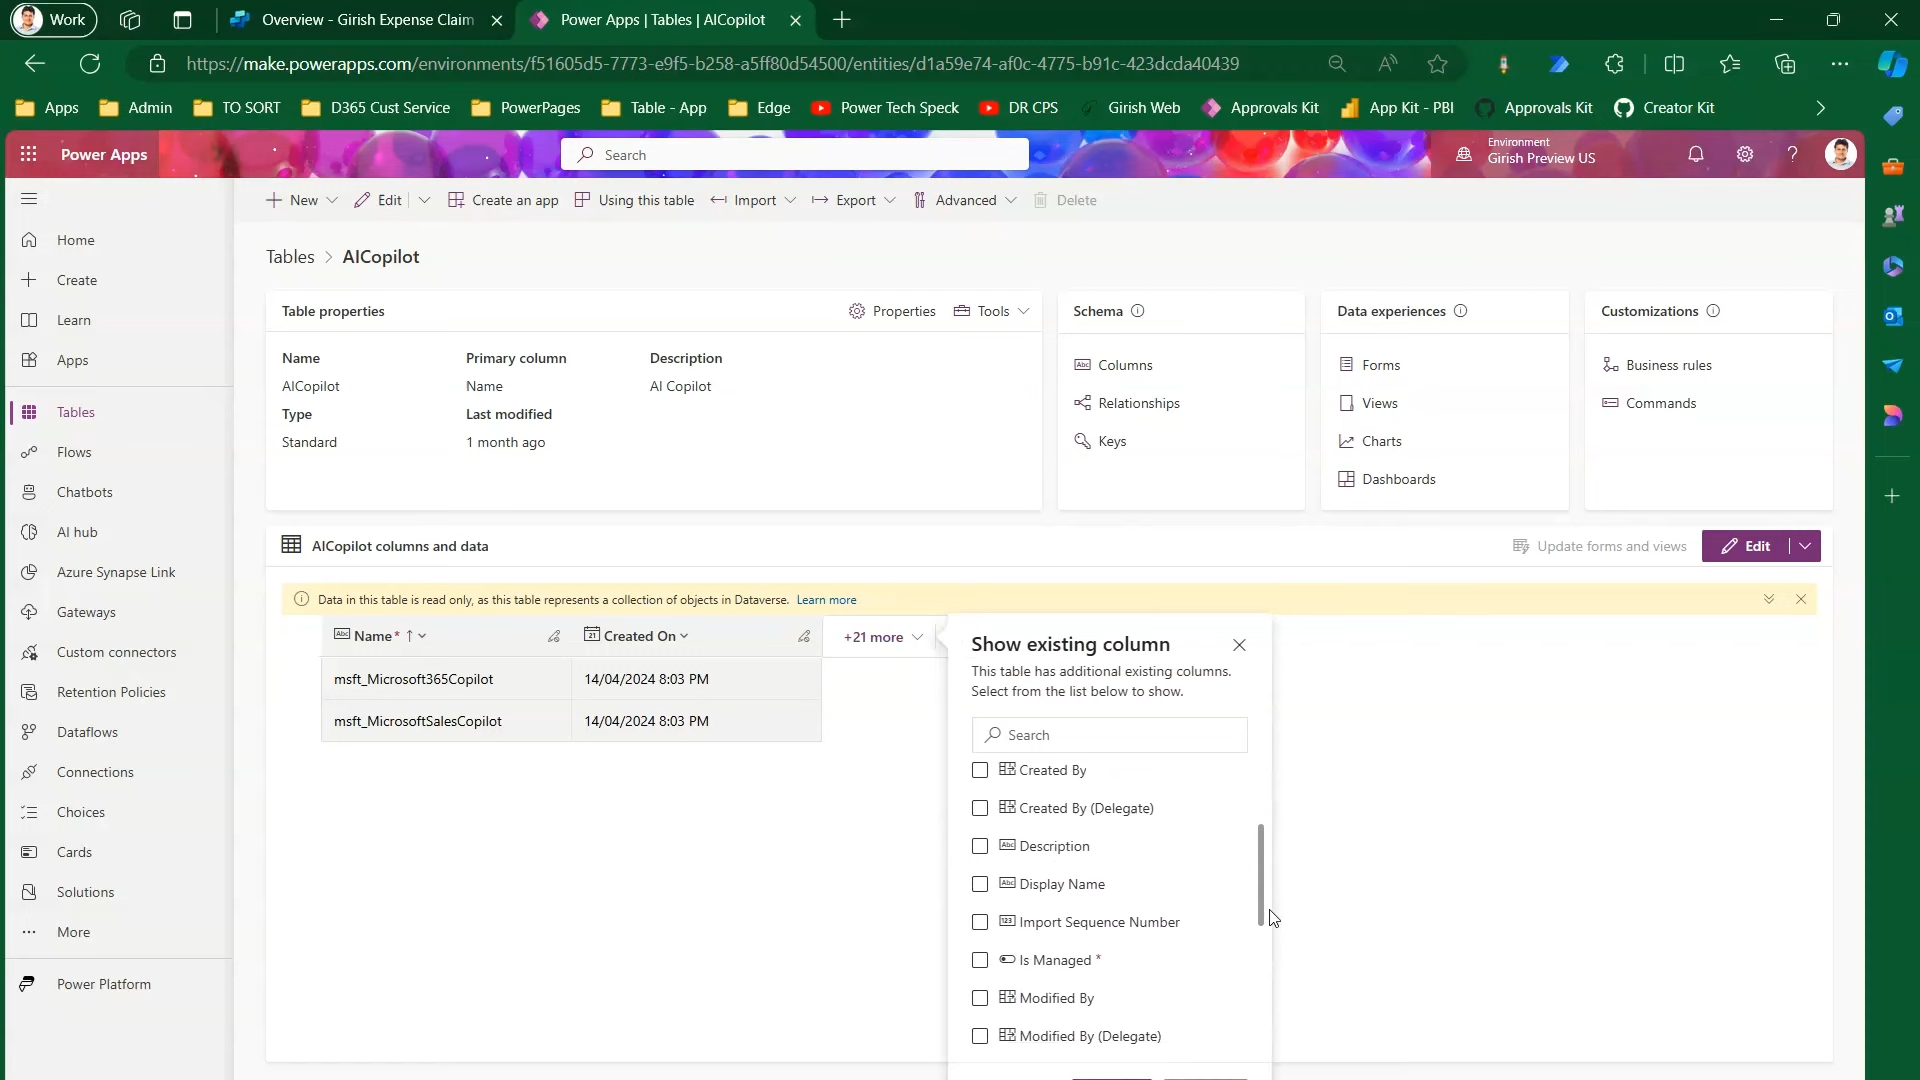 Work
Overview - Girish Expense Claim
Power Apps | Tables | AICopilot
https://make.powerapps.com/environments/f51605d5-7773-e9f5-b258-a5ff80d54500/entities/d1a59e74-af0c-4775-b91c-423dcda40439
Apps Admin TO SORT D365 Cust Service PowerPages Table - App Edge Power Tech Speck DR CPS Girish Web Approvals Kit App Kit - PBI Approvals Kit Creator Kit
Power Apps
Search
Environment
Girish Preview US
New Edit Create an app Using this table Import Export Advanced Delete
Home
Create
Learn
Apps
Tables
Flows
Chatbots
AI hub
Azure Synapse Link
Gateways
Custom connectors
Retention Policies
Dataflows
Connections
Choices
Cards
Solutions
More
Power Platform
Tables > AICopilot
Table properties Properties Tools
Name Primary column Description
AICopilot Name AI Copilot
Type Last modified
Standard 1 month ago
Schema
Columns
Relationships
Keys
Data experiences
Forms
Views
Charts
Dashboards
Customizations
Business rules
Commands
AICopilot columns and data Update forms and views Edit
Data in this table is read only, as this table represents a collection of objects in Dataverse. Learn more
Name * Created On +21 more
msft_Microsoft365Copilot 14/04/2024 8:03 PM
msft_MicrosoftSalesCopilot 14/04/2024 8:03 PM
Show existing column
This table has additional existing columns.
Select from the list below to show.
Search
Created By
Created By (Delegate)
Description
Display Name
Import Sequence Number
Is Managed *
Modified By
Modified By (Delegate)